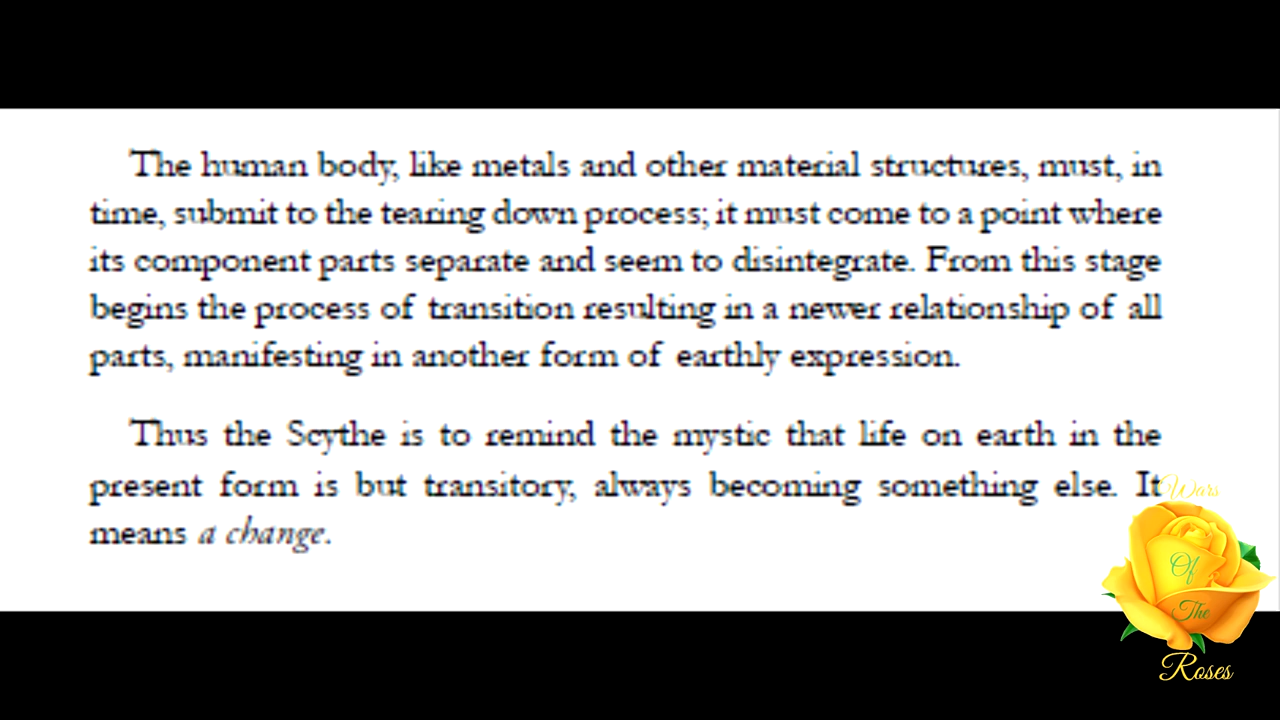 The human body, like metals and other material structures, must, in
time, submit to the tearing down process; it must come to a point where
its component parts separate and seem to disintegrate. From this stage
begins the process of transition resulting in a newer relationship of all
parts, manifesting in another form of earthly expression.
Thus the Scythe is to remind the mystic that life on earth in the
present form is but transitory, always becoming something else. It
means a change.
Wars
Of
The
Roses